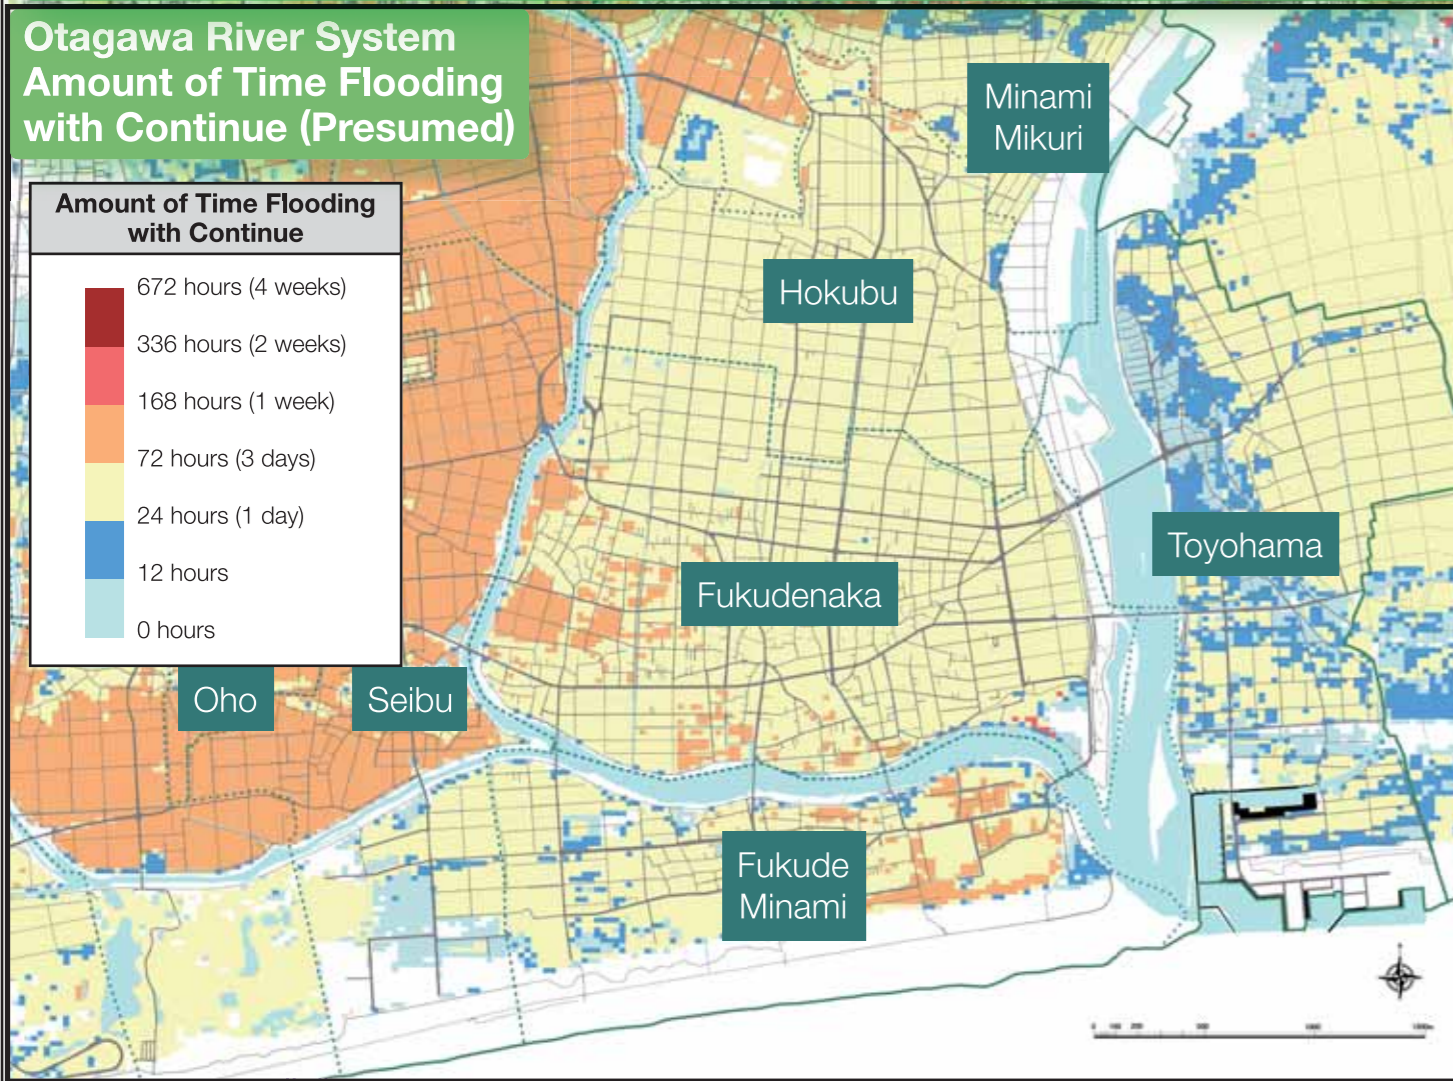 Otagawa River System
Amount of Time Flooding
with Continue (Presumed)
Amount of Time Flooding
with Continue
672 hours (4 weeks)
336 hours (2 weeks)
168 hours (1 week)
72 hours (3 days)
24 hours (1 day)
12 hours
0 hours
Minami
Mikuri
Hokubu
Toyohama
Fukudenaka
Oho
Seibu
Fukude
Minami